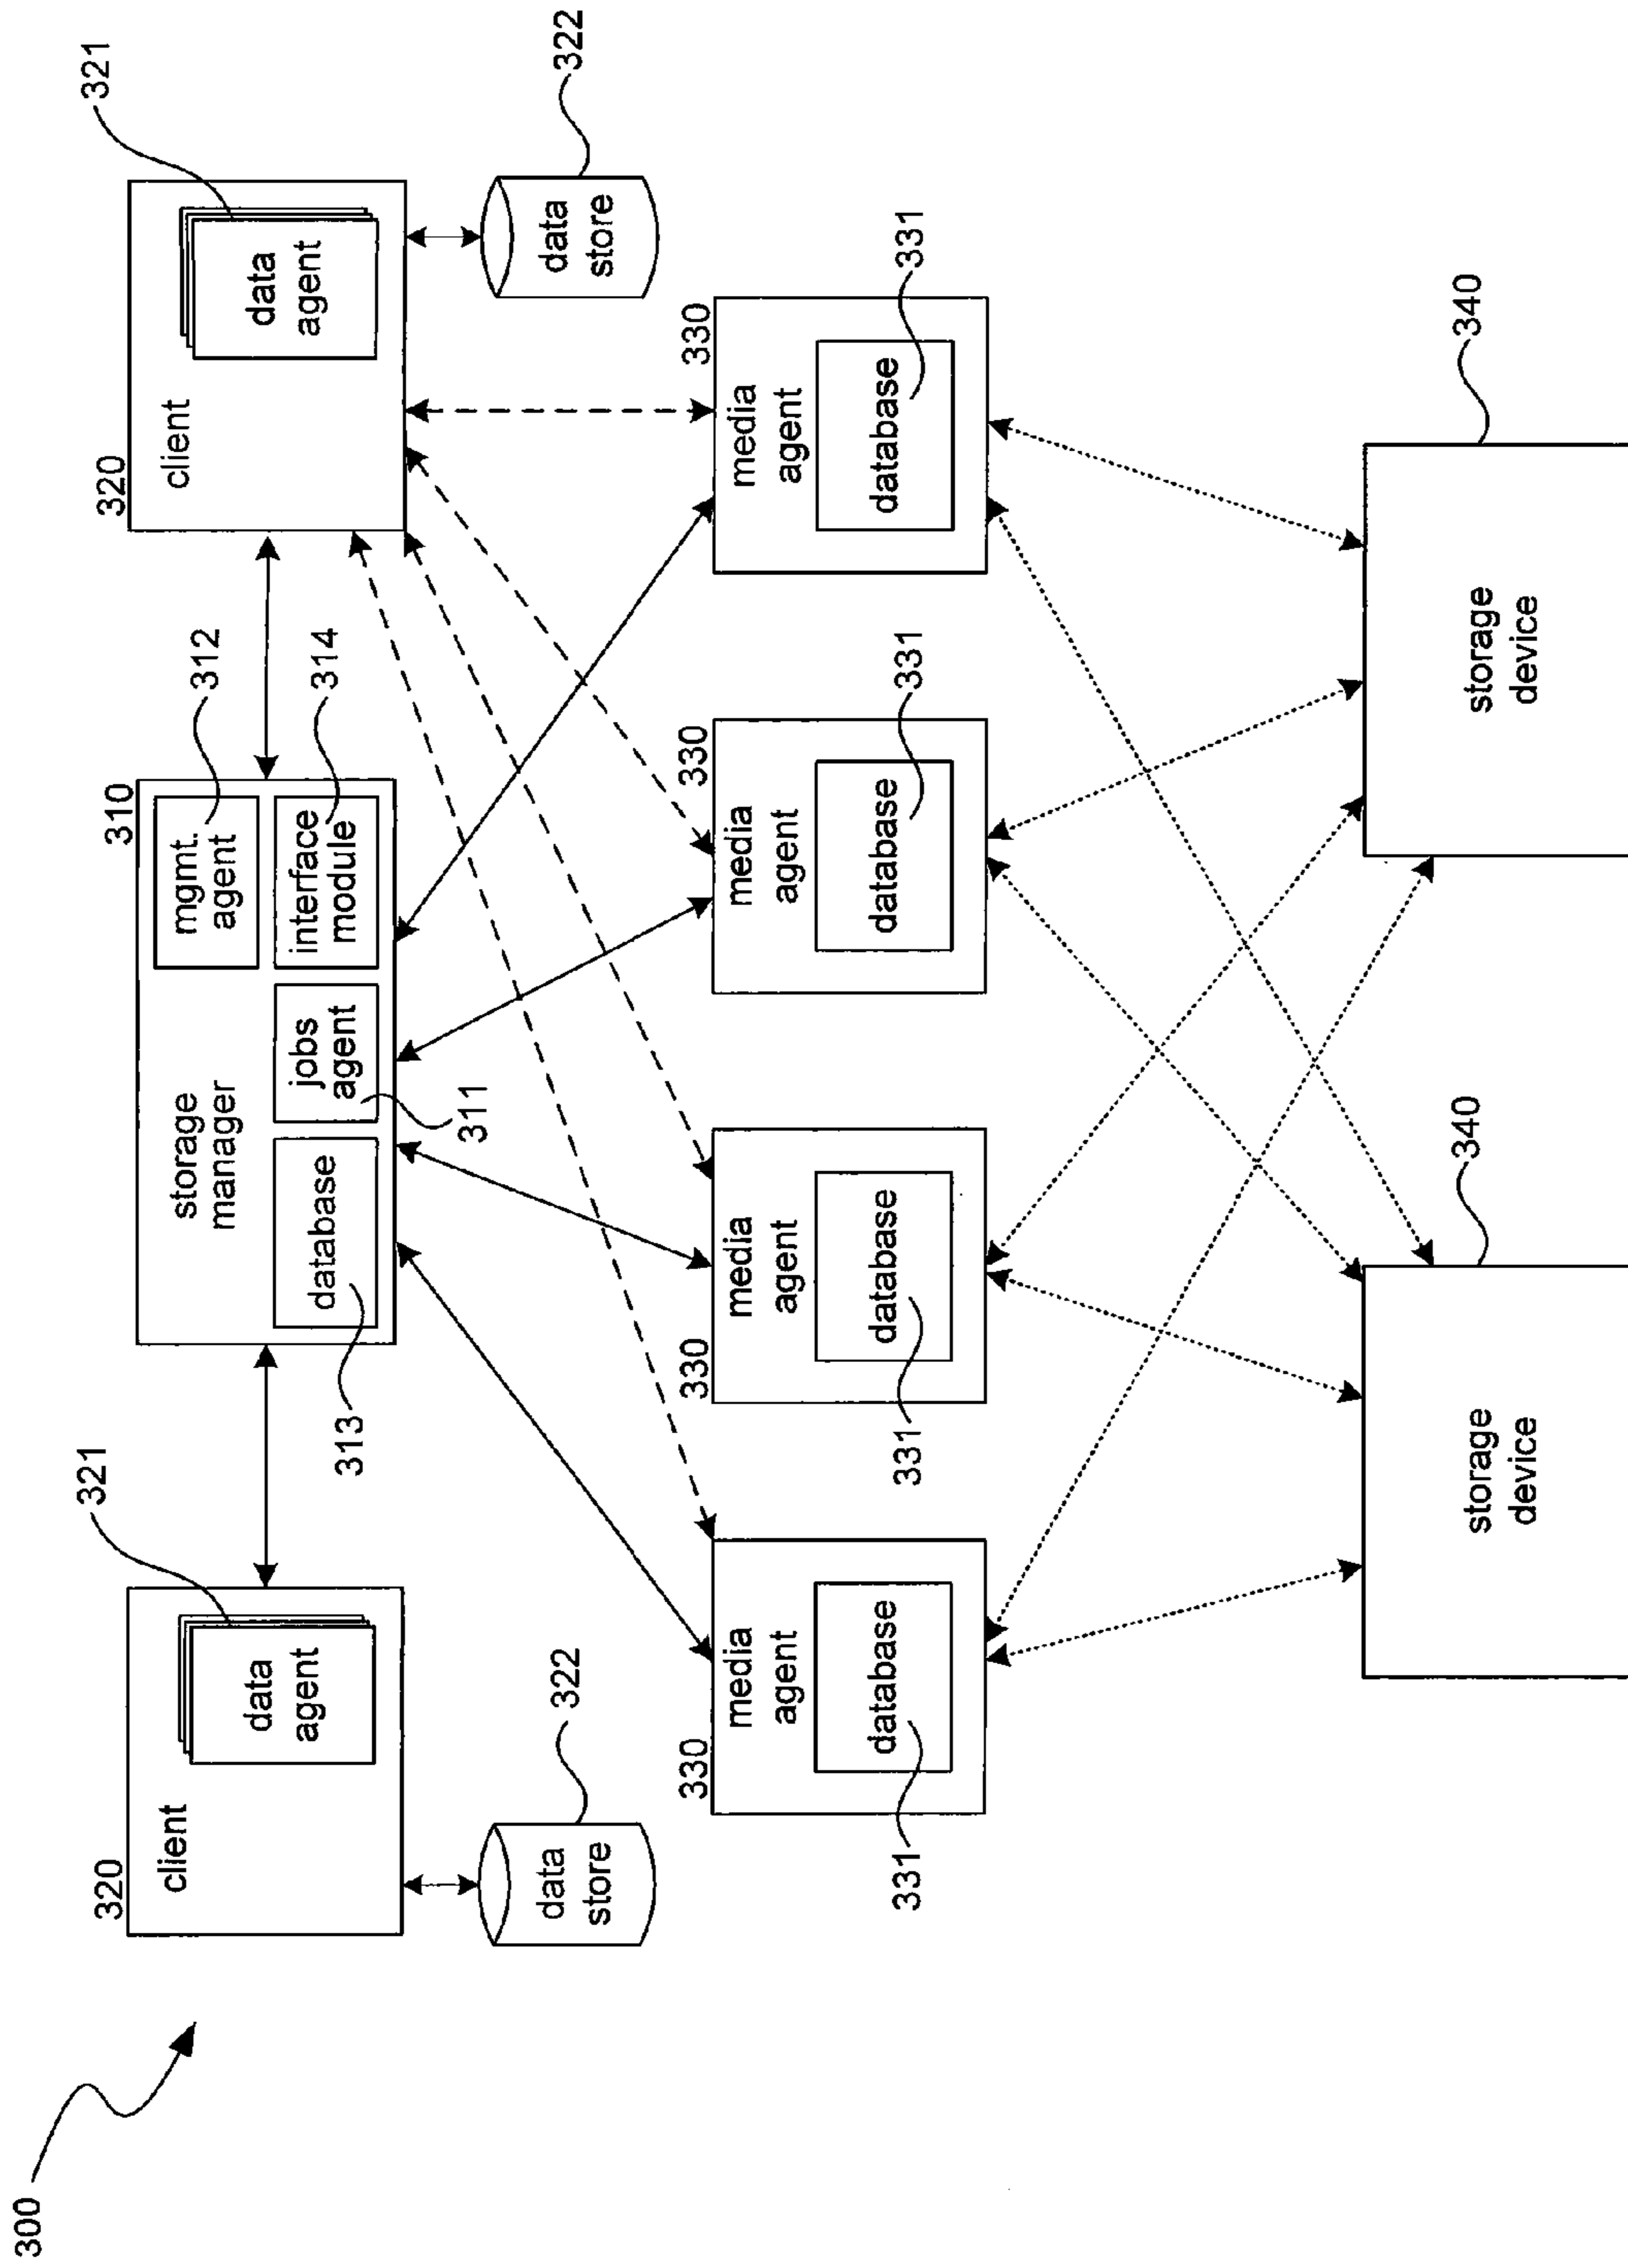 300
320
client
data
agent
321
data
store
322
310
storage
manager
mgmt.
agent
312
database
313
jobs
agent
311
interface
module
314
320
client
data
agent
321
data
store
322
330
media
agent
database
331
330
media
agent
database
331
330
media
agent
database
331
330
media
agent
database
331
storage
device
340
storage
device
340